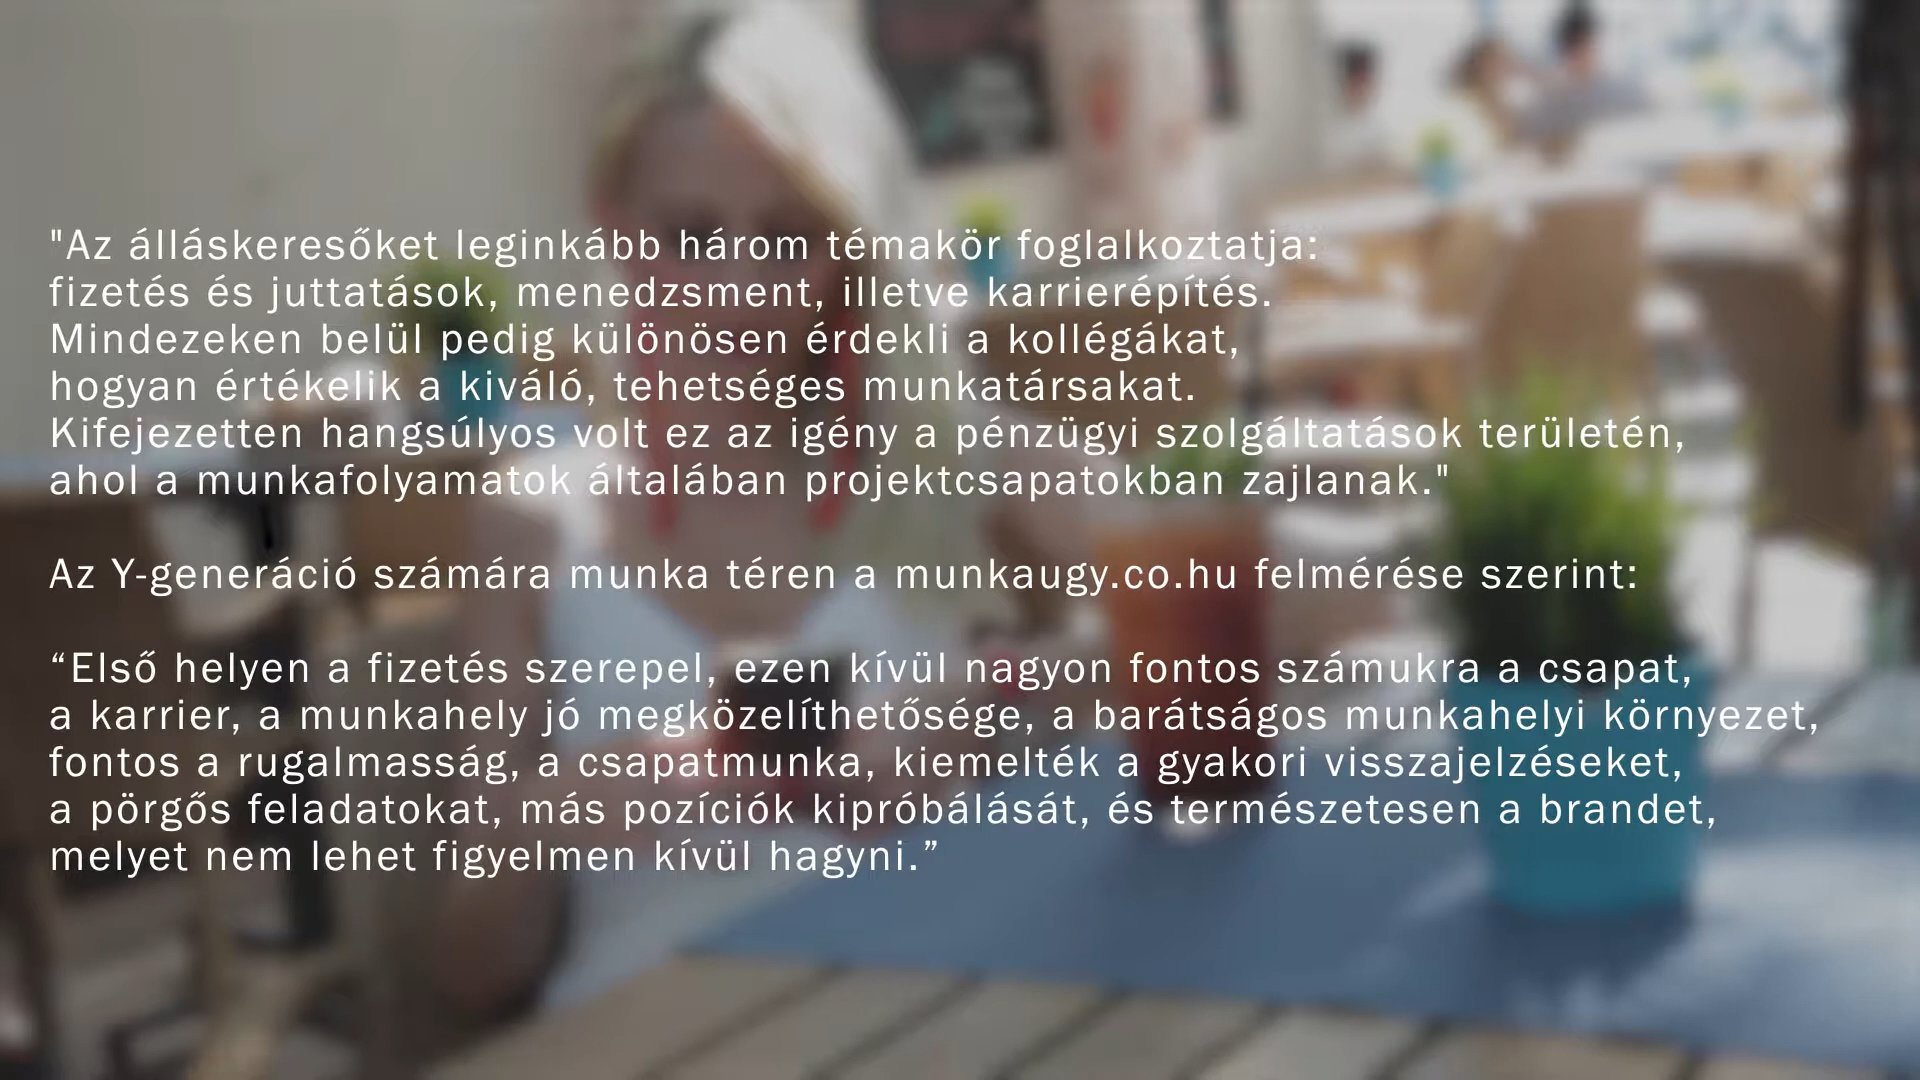 "Az álláskeresőket leginkább három témakör foglalkoztatja:
fizetés és juttatások, menedzsment, illetve karrierépítés.
Mindezeken belül pedig különösen érdekli a kollégákat,
hogyan értékelik a kiváló, tehetséges munkatársakat.
Kifejezetten hangsúlyos volt ez az igény a pénzügyi szolgáltatások területén,
ahol a munkafolyamatok általában projektcsapatokban zajlanak."
Az Y-generáció számára munka téren a munkaugy.co.hu felmérése szerint:
“Első helyen a fizetés szerepel, ezen kívül nagyon fontos számukra a csapat,
a karrier, a munkahely jó megközelíthetősége, a barátságos munkahelyi környezet,
fontos a rugalmasság, a csapatmunka, kiemelték a gyakori visszajelzéseket,
a pörgős feladatokat, más pozíciók kipróbálását, és természetesen a brandet,
melyet nem lehet figyelmen kívül hagyni.”